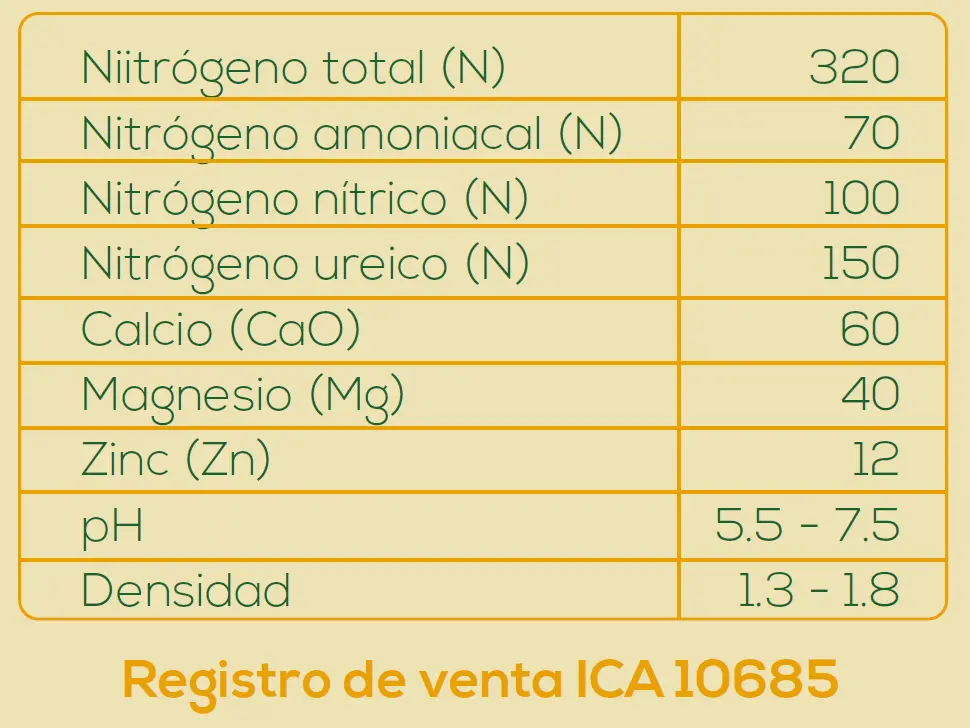 Niitrógeno total (N) 320
Nitrógeno amoniacal (N) 70
Nitrógeno nítrico (N) 100
Nitrógeno ureico (N) 150
Calcio (CaO) 60
Magnesio (Mg) 40
Zinc (Zn) 12
pH 5.5 - 7.5
Densidad 1.3 - 1.8
Registro de venta ICA 10685